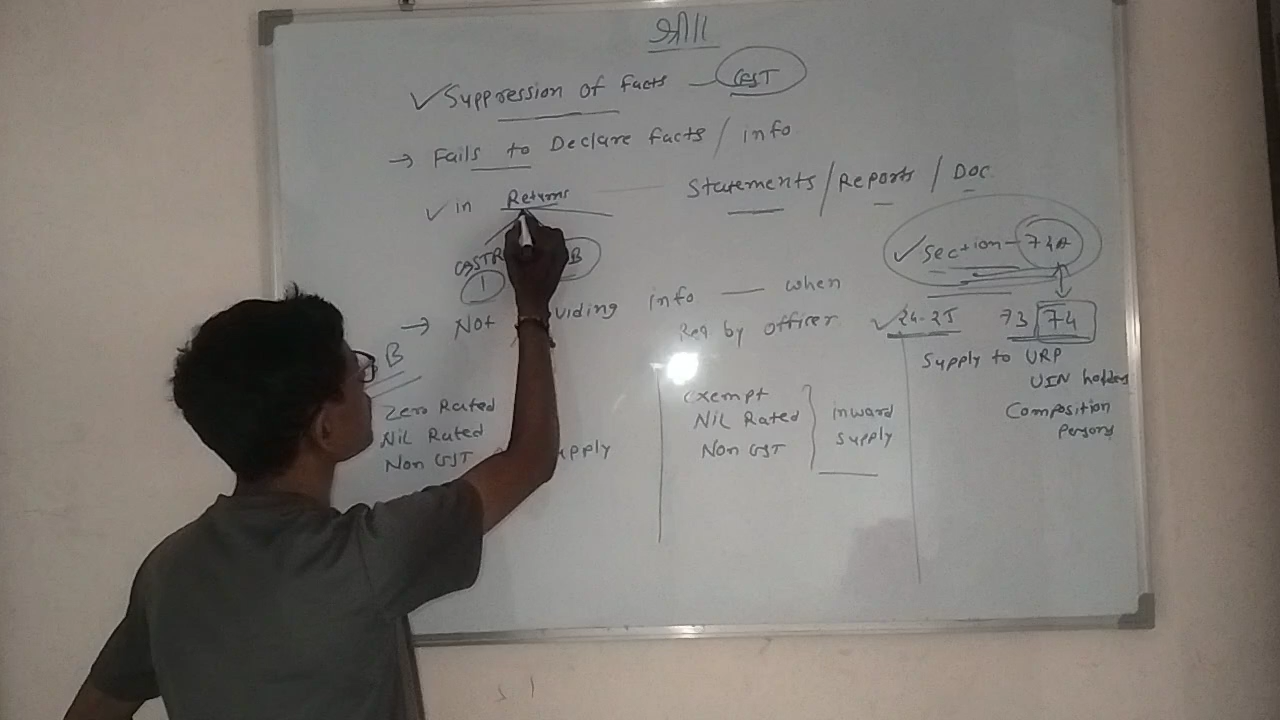 श्री॥
✓ Suppression of facts — GST
→ Fails to Declare facts / info
✓ in Returns — Statements / Reports / Doc
✓ Section - 74A
GSTR
1
B
→ Not viding info — when
Req by officer
✓ 24-25 73 74
B
Zero Rated
Nil Rated
Non GST
upply
exempt
Nil Rated
Non GST
inward
supply
Supply to URP
UIN holders
Composition
persons